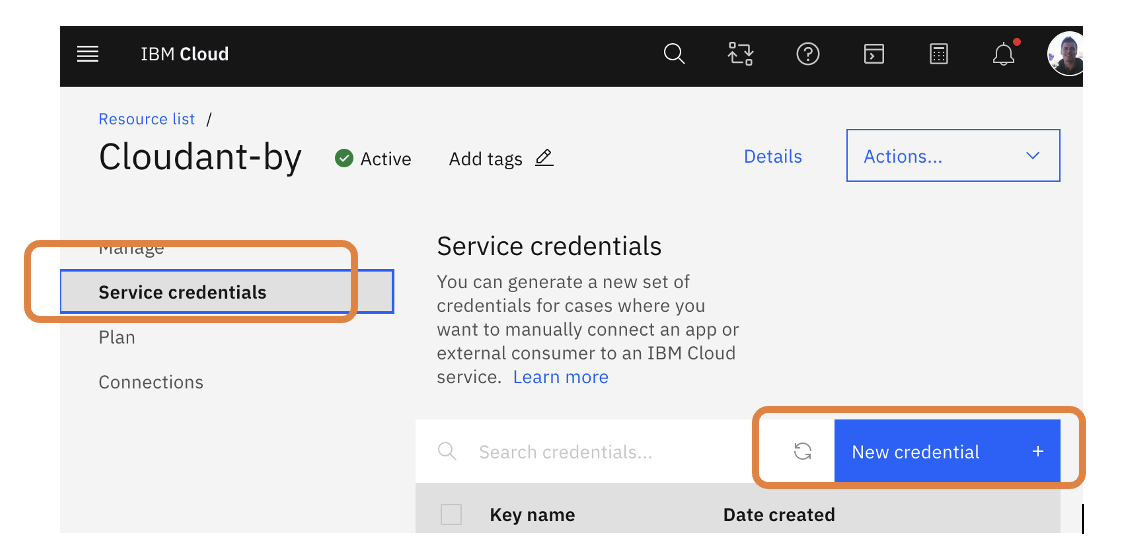 IBM Cloud
Resource list /
Cloudant-by
Active
Add tags
Details
Actions...
Manage
Service credentials
Plan
Connections
Service credentials
You can generate a new set of
credentials for cases where you
want to manually connect an app or
external consumer to an IBM Cloud
service. Learn more
Search credentials...
New credential +
Key name
Date created